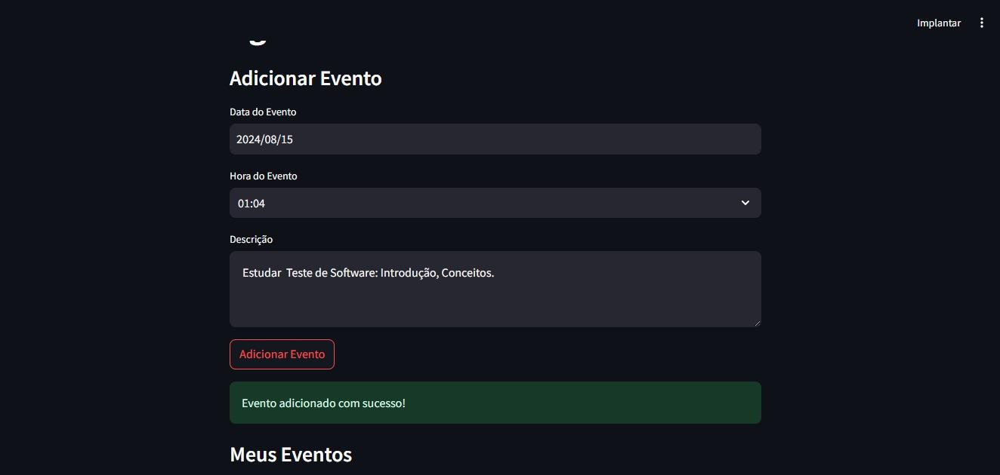 Implantar
Adicionar Evento
Data do Evento
2024/08/15
Hora do Evento
01:04
Descrição
Estudar  Teste de Software: Introdução, Conceitos.
Adicionar Evento
Evento adicionado com sucesso!
Meus Eventos